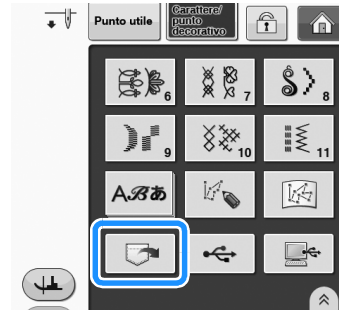 Punto utile
Carattere/
punto
decorativo
6
7
8
9
10
11
ABあ